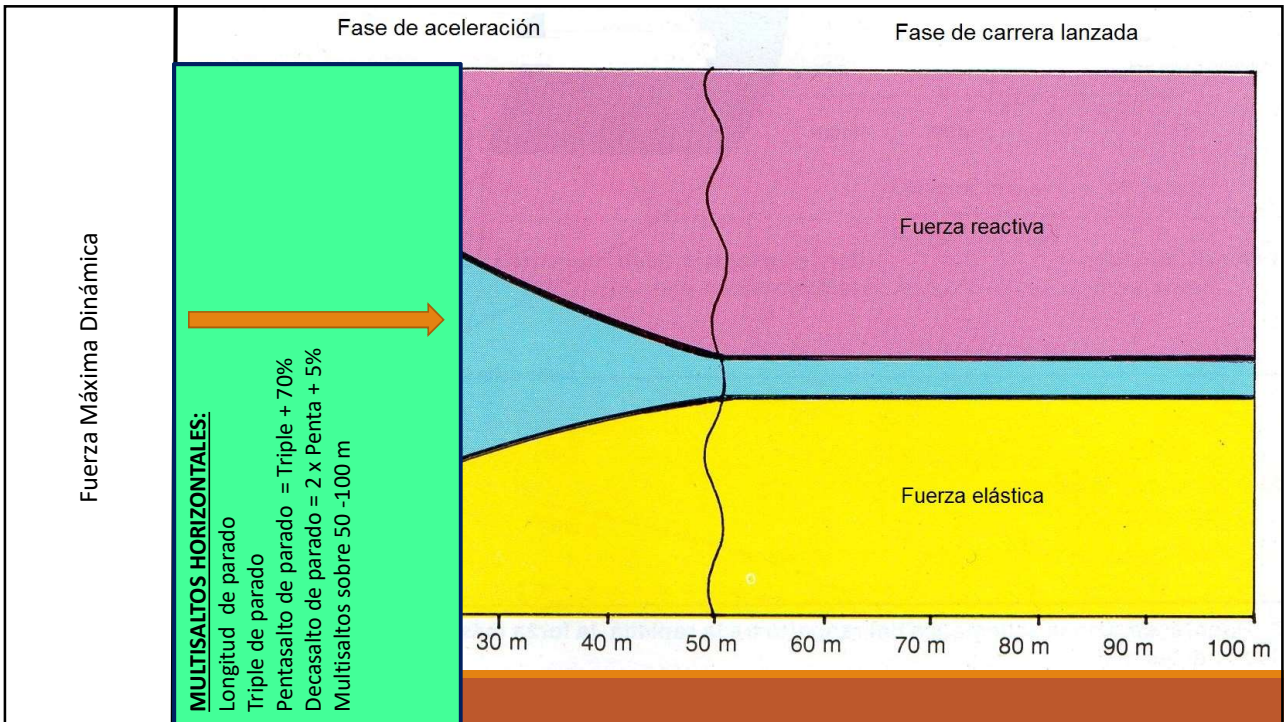 Fase de aceleración
Fase de carrera lanzada
Fuerza Máxima Dinámica
MULTISALTOS HORIZONTALES:
Longitud de parado
Triple de parado
Pentasalto de parado = Triple + 70%
Decasalto de parado = 2 x Penta + 5%
Multisaltos sobre 50 -100 m
Fuerza reactiva
Fuerza elástica
30 m 40 m 50 m 60 m 70 m 80 m 90 m 100 m